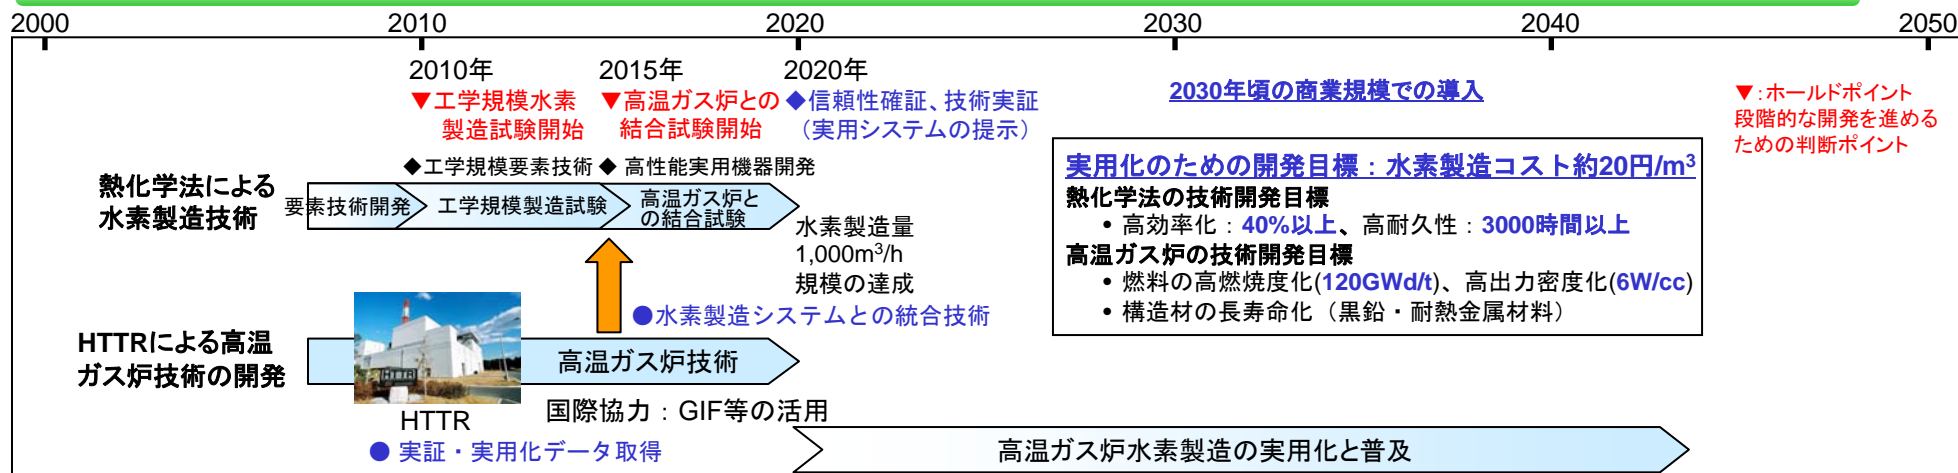 2000
2010
2020
2030
2040
2050
2010年
▼工学規模水素
製造試験開始
2015年
▼高温ガス炉との
結合試験開始
2020年
◆信頼性確証、技術実証
（実用システムの提示）
2030年頃の商業規模での導入
▼:ホールドポイント
段階的な開発を進める
ための判断ポイント
◆工学規模要素技術
◆ 高性能実用機器開発
熱化学法による
水素製造技術
要素技術開発
工学規模製造試験
高温ガス炉と
の結合試験
水素製造量
1,000m³/h
規模の達成
実用化のための開発目標：水素製造コスト約20円/m³
熱化学法の技術開発目標
• 高効率化：40%以上、高耐久性：3000時間以上
高温ガス炉の技術開発目標
• 燃料の高燃焼度化(120GWd/t)、高出力密度化(6W/cc)
• 構造材の長寿命化（黒鉛・耐熱金属材料）
●水素製造システムとの統合技術
HTTRによる高温
ガス炉技術の開発
HTTR
高温ガス炉技術
HTTR
国際協力：GIF等の活用
● 実証・実用化データ取得
高温ガス炉水素製造の実用化と普及